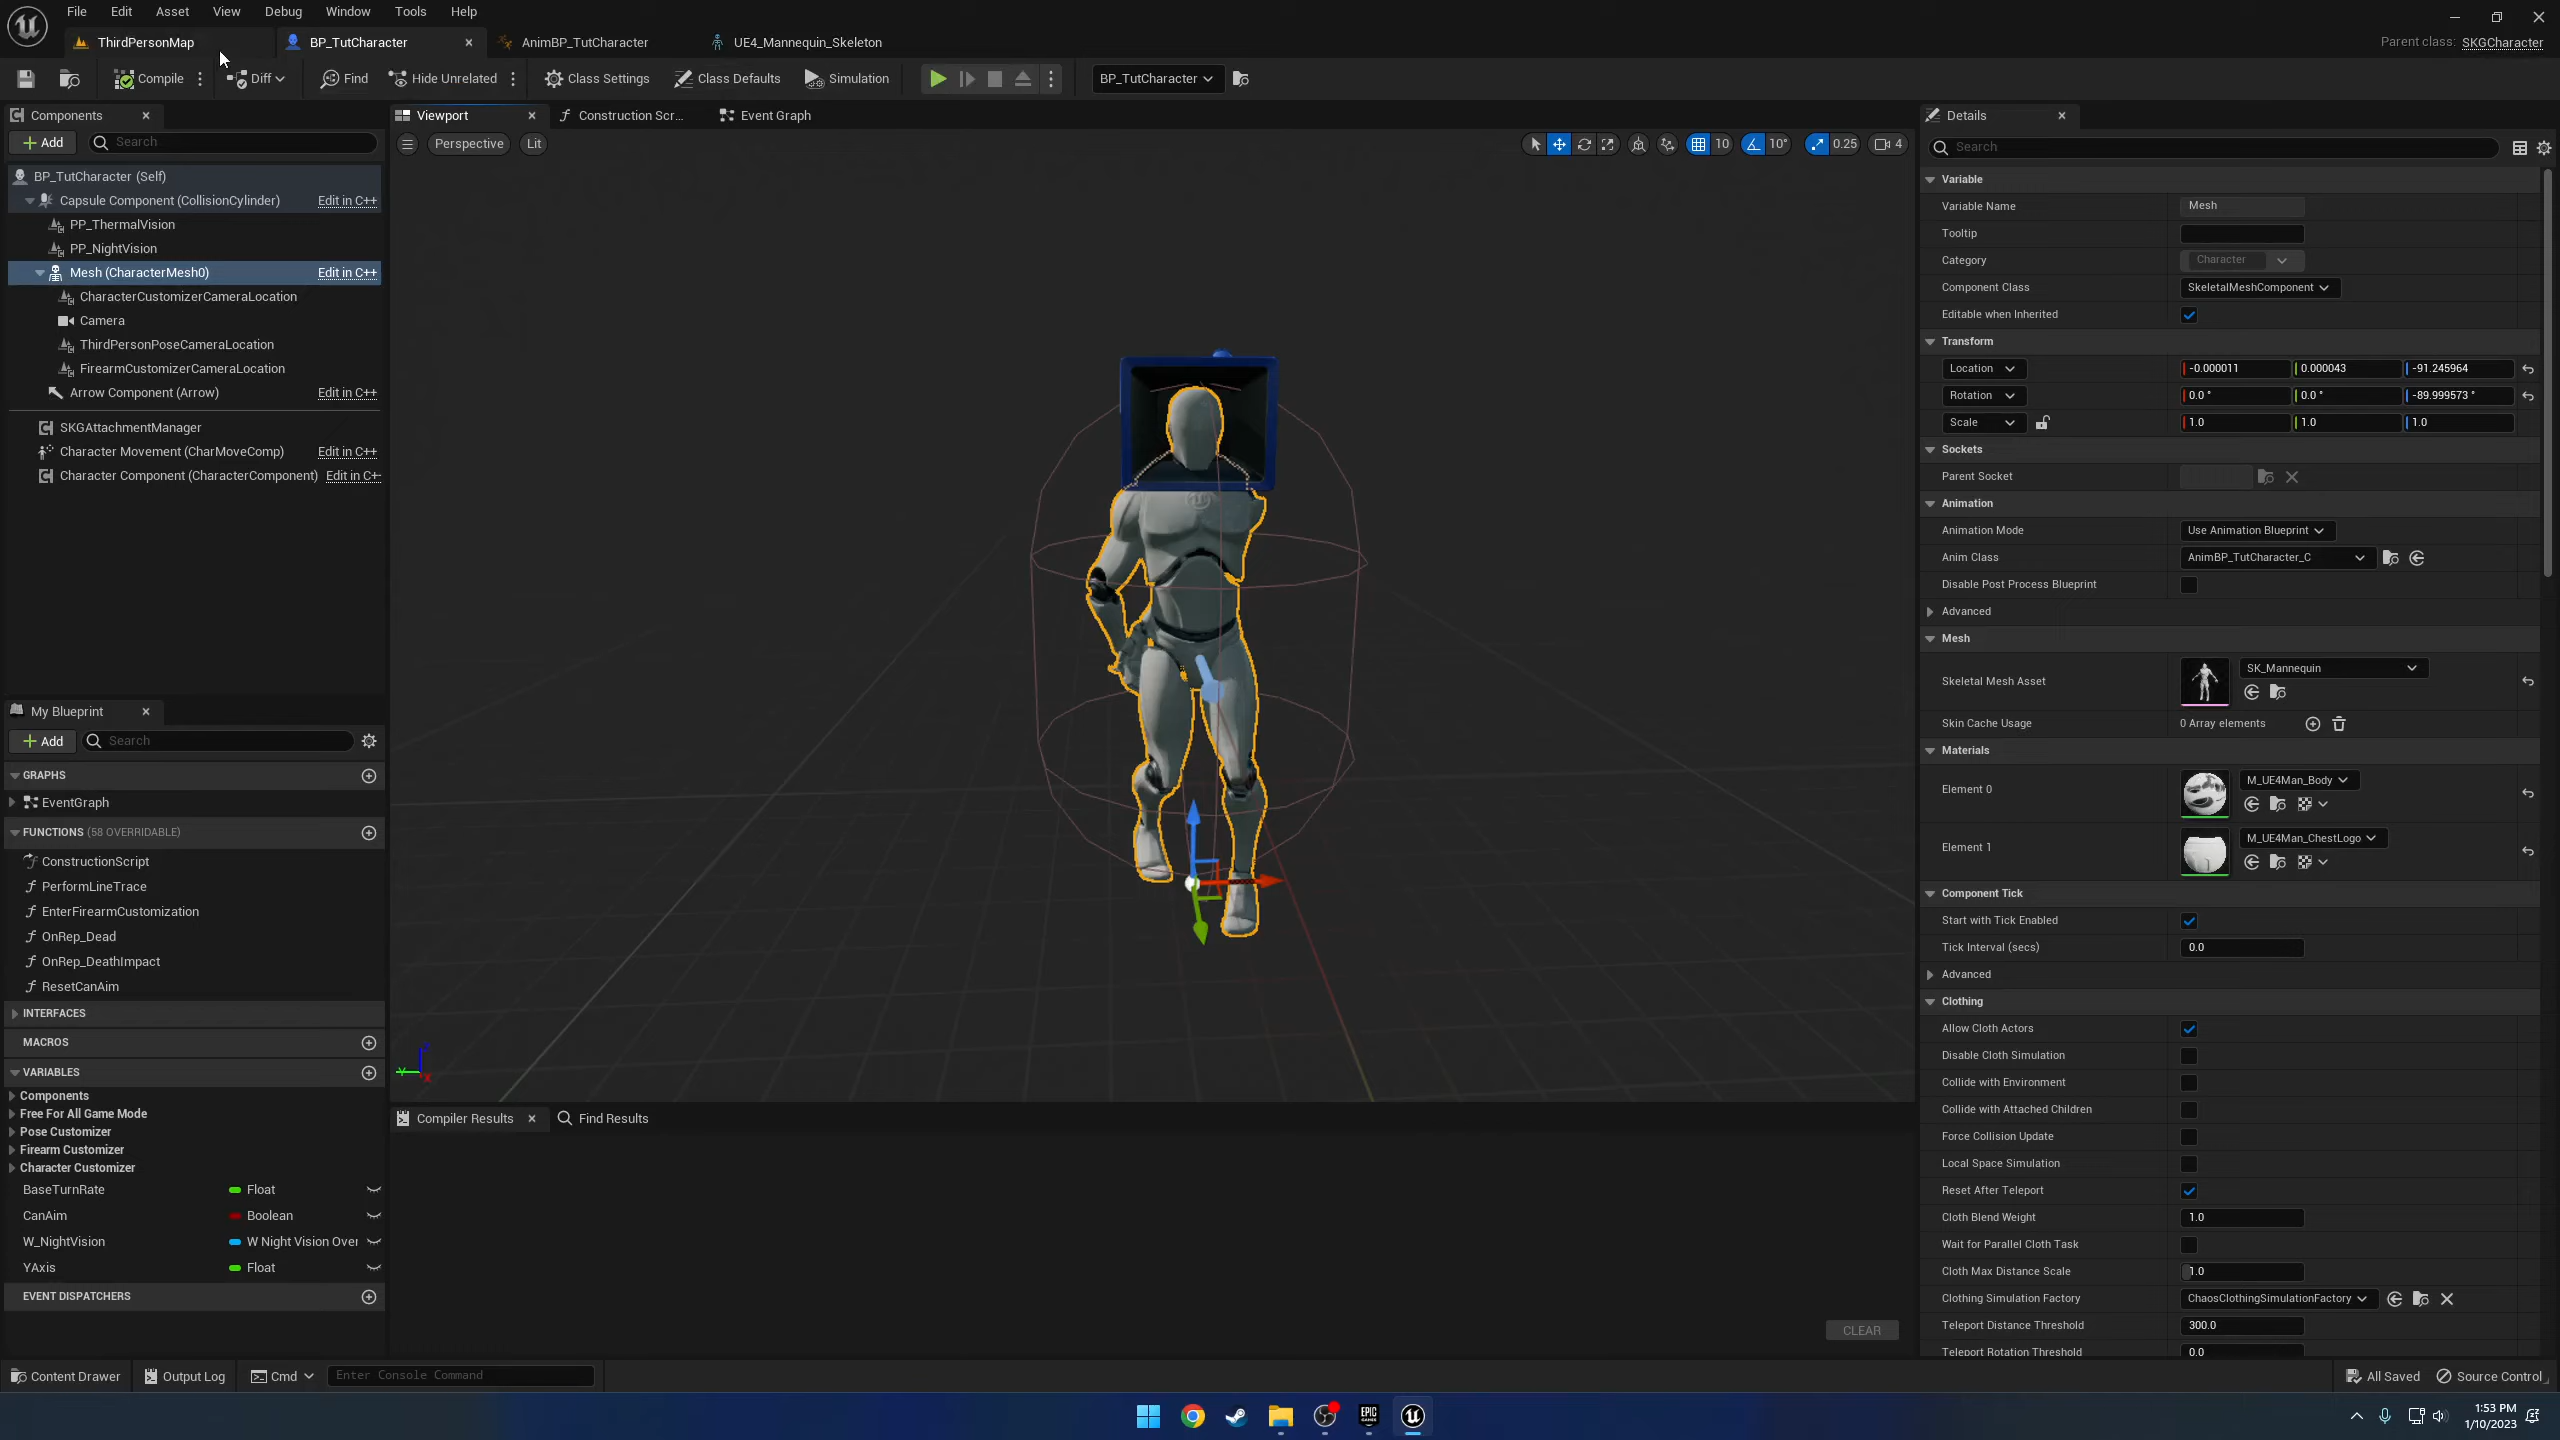 File Edit Asset View Debug Window Tools Help
ThirdPersonMap BP_TutCharacter AnimBP_TutCharacter UE4_Mannequin_Skeleton Parent class: SKGCharacter
Compile Diff Find Hide Unrelated Class Settings Class Defaults Simulation BP_TutCharacter
Components
Add Search
BP_TutCharacter (Self)
Capsule Component (CollisionCylinder) Edit in C++
PP_ThermalVision
PP_NightVision
Mesh (CharacterMesh0) Edit in C++
CharacterCustomizerCameraLocation
Camera
ThirdPersonPoseCameraLocation
FirearmCustomizerCameraLocation
Arrow Component (Arrow) Edit in C++
SKGAttachmentManager
Character Movement (CharMoveComp) Edit in C++
Character Component (CharacterComponent) Edit in C+
My Blueprint
Add Search
GRAPHS
EventGraph
FUNCTIONS (58 OVERRIDABLE)
ConstructionScript
PerformLineTrace
EnterFirearmCustomization
OnRep_Dead
OnRep_DeathImpact
ResetCanAim
INTERFACES
MACROS
VARIABLES
Components
Free For All Game Mode
Pose Customizer
Firearm Customizer
Character Customizer
BaseTurnRate Float
CanAim Boolean
W_NightVision W Night Vision Over
YAxis Float
EVENT DISPATCHERS
Viewport Construction Scr... Event Graph
Perspective Lit 10 10° 0.25 4
Compiler Results Find Results
CLEAR
Details
Search
Variable
Variable Name Mesh
Tooltip
Category Character
Component Class SkeletalMeshComponent
Editable when Inherited
Transform
Location -0.000011 0.000043 -91.245964
Rotation 0.0 ° 0.0 ° -89.999573 °
Scale 1.0 1.0 1.0
Sockets
Parent Socket
Animation
Animation Mode Use Animation Blueprint
Anim Class AnimBP_TutCharacter_C
Disable Post Process Blueprint
Advanced
Mesh
Skeletal Mesh Asset SK_Mannequin
Skin Cache Usage 0 Array elements
Materials
Element 0 M_UE4Man_Body
Element 1 M_UE4Man_ChestLogo
Component Tick
Start with Tick Enabled
Tick Interval (secs) 0.0
Advanced
Clothing
Allow Cloth Actors
Disable Cloth Simulation
Collide with Environment
Collide with Attached Children
Force Collision Update
Local Space Simulation
Reset After Teleport
Cloth Blend Weight 1.0
Wait for Parallel Cloth Task
Cloth Max Distance Scale 1.0
Clothing Simulation Factory ChaosClothingSimulationFactory
Teleport Distance Threshold 300.0
Teleport Rotation Threshold 0.0
Content Drawer Output Log Cmd Enter Console Command All Saved Source Control
EPIC GAMES
1:53 PM
1/10/2023